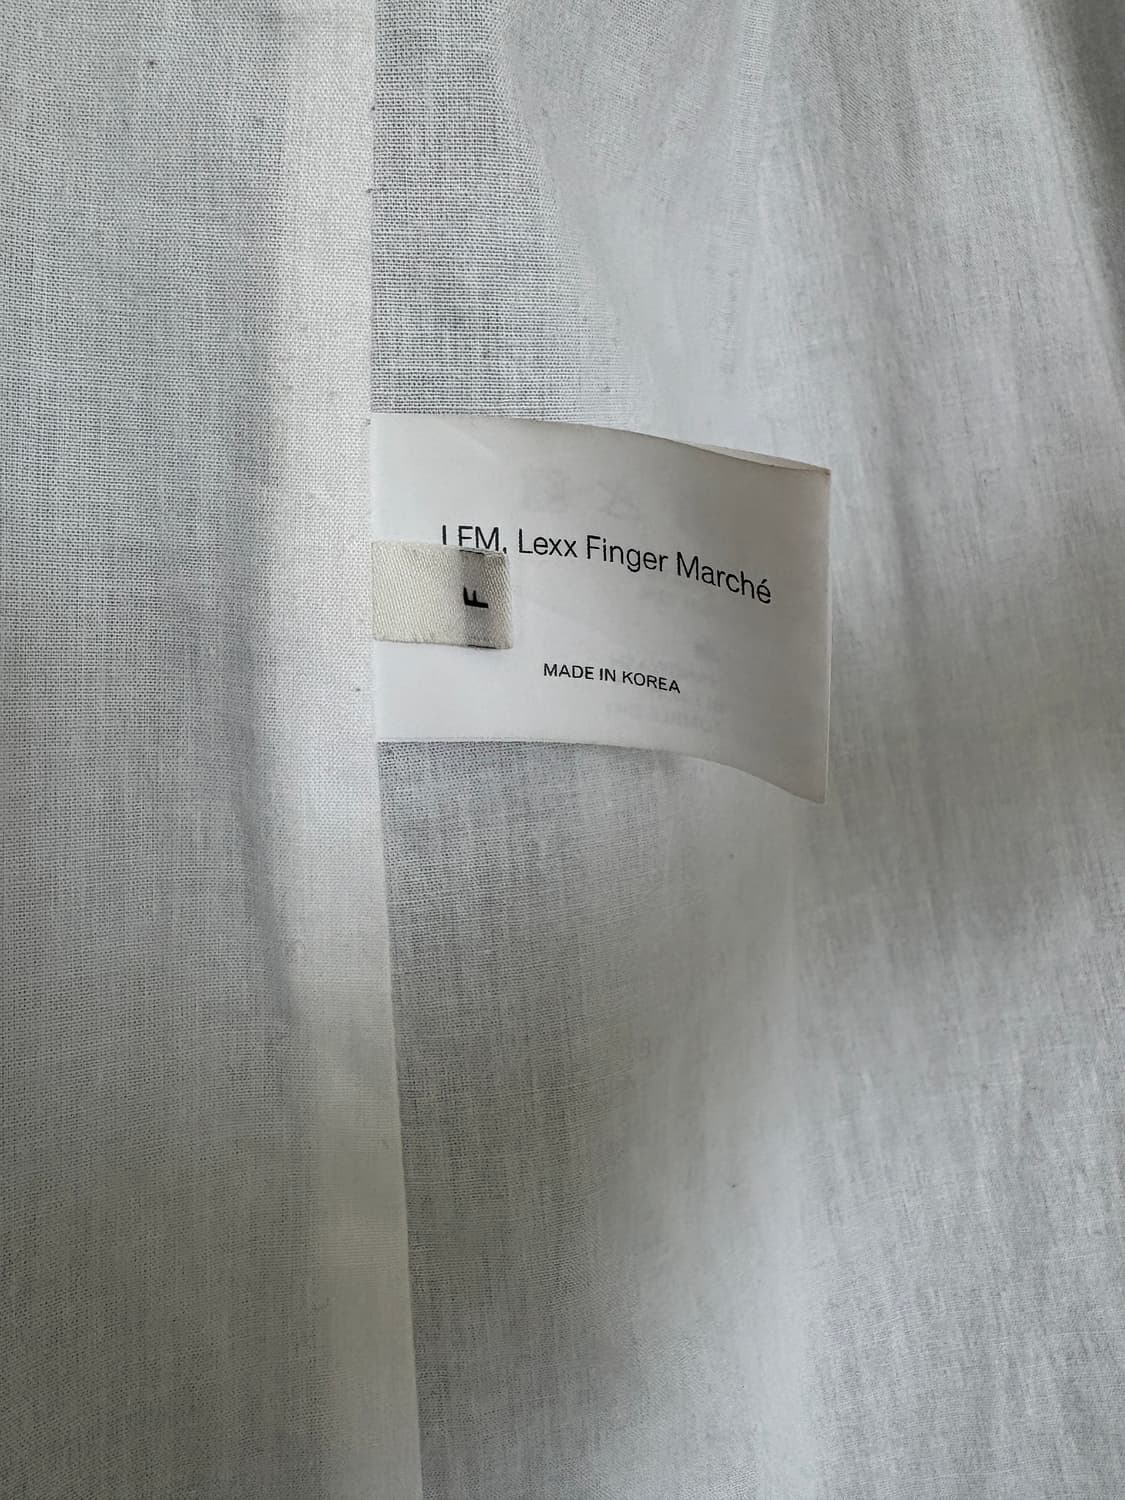 LFM, Lexx Finger Marché
F
MADE IN KOREA